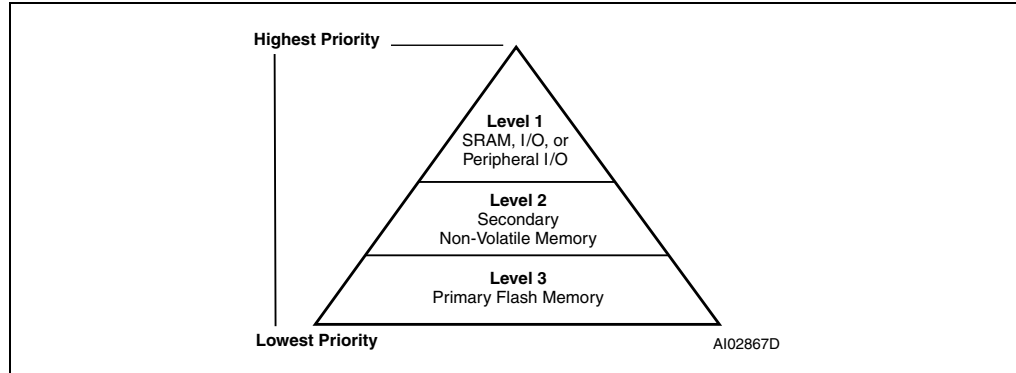 Highest Priority
Level 1
SRAM, I/O, or
Peripheral I/O
Level 2
Secondary
Non-Volatile Memory
Level 3
Primary Flash Memory
Lowest Priority
AI02867D